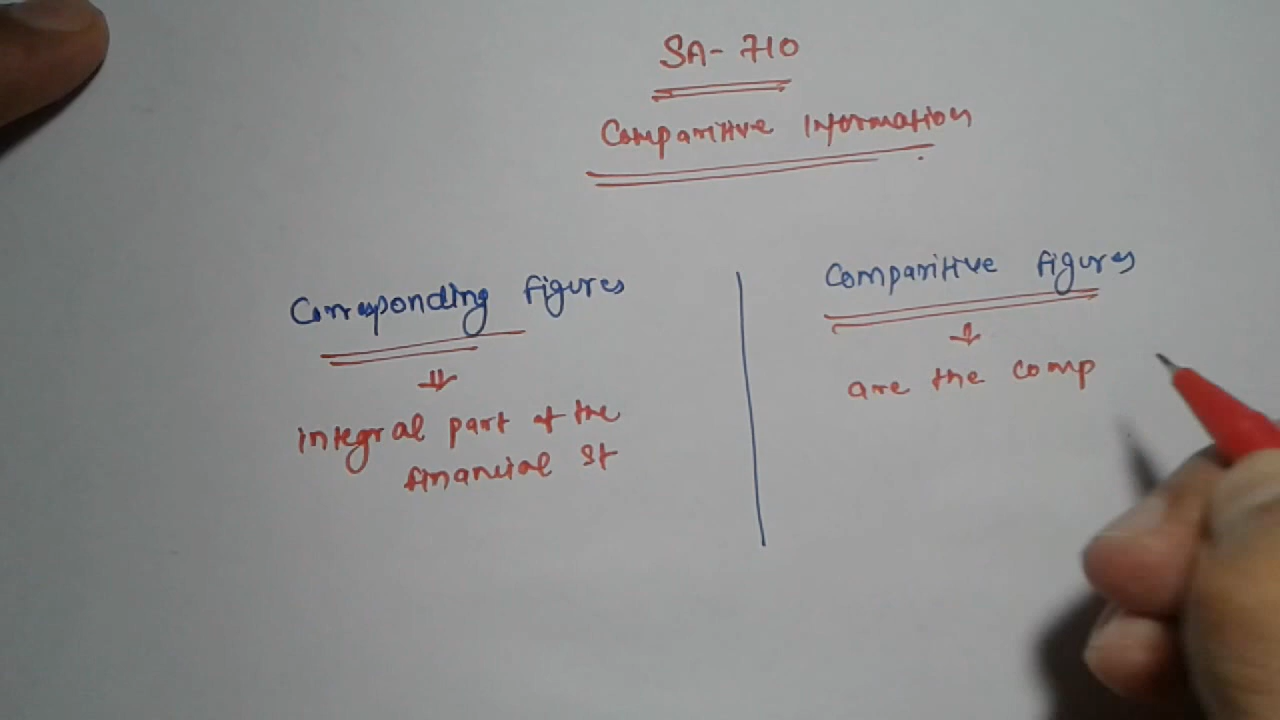 SA- 710
Comparitive Information
Corresponding figures
integral part of the
financial st
Comparitive figures
are the comp